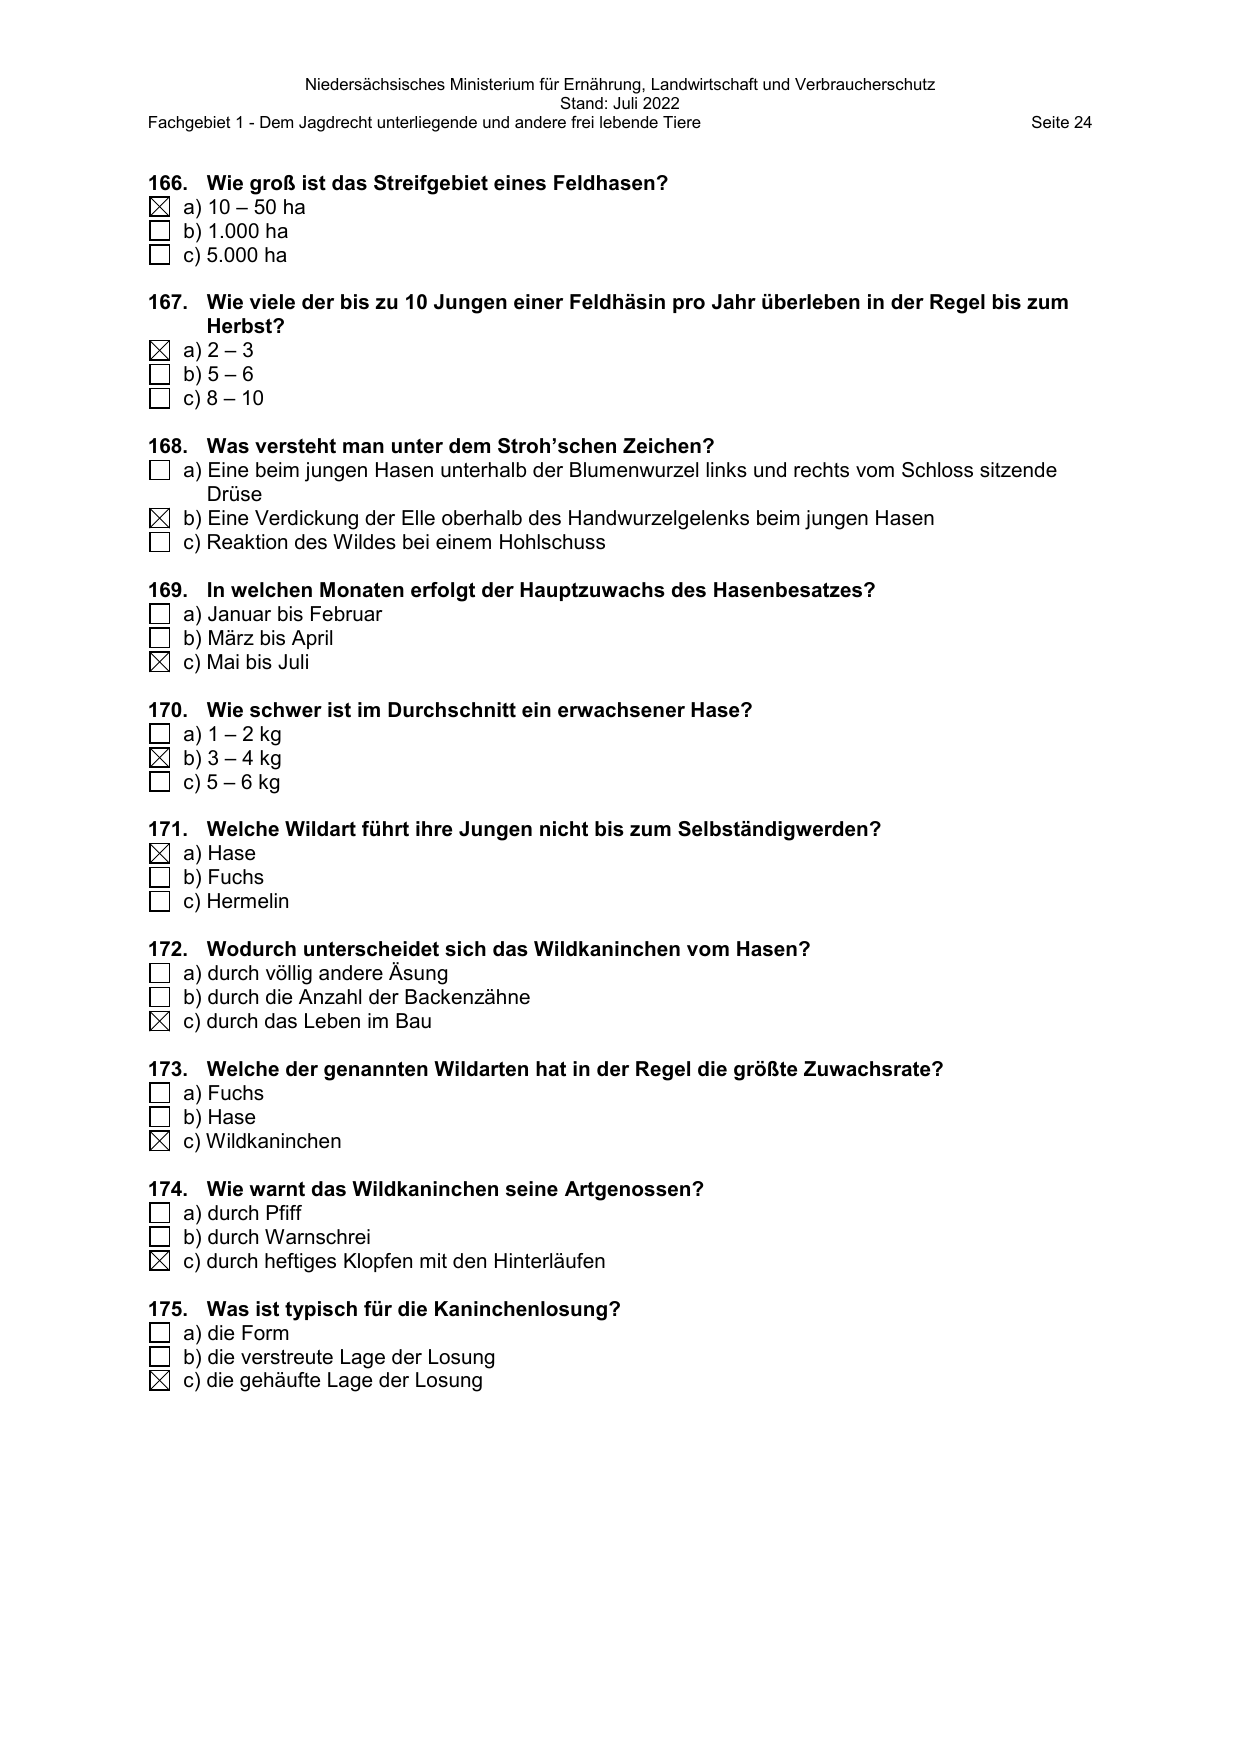 Niedersächsisches Ministerium für Ernährung, Landwirtschaft und Verbraucherschutz
Stand: Juli 2022
Fachgebiet 1 - Dem Jagdrecht unterliegende und andere frei lebende Tiere Seite 24
166. Wie groß ist das Streifgebiet eines Feldhasen?
☒ a) 10 – 50 ha
☐ b) 1.000 ha
☐ c) 5.000 ha
167. Wie viele der bis zu 10 Jungen einer Feldhäsin pro Jahr überleben in der Regel bis zum
Herbst?
☒ a) 2 – 3
☐ b) 5 – 6
☐ c) 8 – 10
168. Was versteht man unter dem Stroh’schen Zeichen?
☐ a) Eine beim jungen Hasen unterhalb der Blumenwurzel links und rechts vom Schloss sitzende
Drüse
☒ b) Eine Verdickung der Elle oberhalb des Handwurzelgelenks beim jungen Hasen
☐ c) Reaktion des Wildes bei einem Hohlschuss
169. In welchen Monaten erfolgt der Hauptzuwachs des Hasenbesatzes?
☐ a) Januar bis Februar
☐ b) März bis April
☒ c) Mai bis Juli
170. Wie schwer ist im Durchschnitt ein erwachsener Hase?
☐ a) 1 – 2 kg
☒ b) 3 – 4 kg
☐ c) 5 – 6 kg
171. Welche Wildart führt ihre Jungen nicht bis zum Selbständigwerden?
☒ a) Hase
☐ b) Fuchs
☐ c) Hermelin
172. Wodurch unterscheidet sich das Wildkaninchen vom Hasen?
☐ a) durch völlig andere Äsung
☐ b) durch die Anzahl der Backenzähne
☒ c) durch das Leben im Bau
173. Welche der genannten Wildarten hat in der Regel die größte Zuwachsrate?
☐ a) Fuchs
☐ b) Hase
☒ c) Wildkaninchen
174. Wie warnt das Wildkaninchen seine Artgenossen?
☐ a) durch Pfiff
☐ b) durch Warnschrei
☒ c) durch heftiges Klopfen mit den Hinterläufen
175. Was ist typisch für die Kaninchenlosung?
☐ a) die Form
☐ b) die verstreute Lage der Losung
☒ c) die gehäufte Lage der Losung